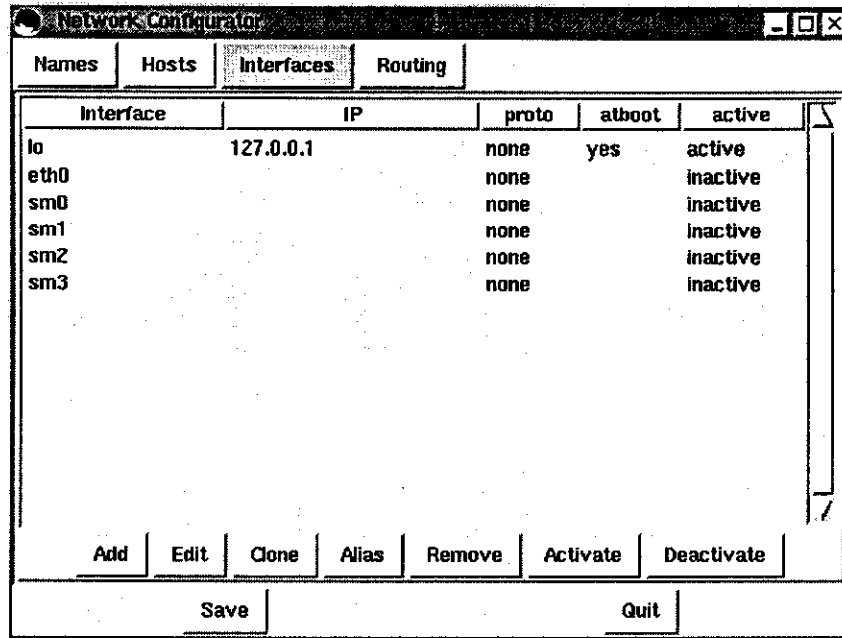 Network Configurator
Names Hosts Interfaces Routing
Interface IP proto atboot active
lo 127.0.0.1 none yes active
eth0 none inactive
sm0 none inactive
sm1 none inactive
sm2 none inactive
sm3 none inactive
Add Edit Clone Alias Remove Activate Deactivate
Save Quit